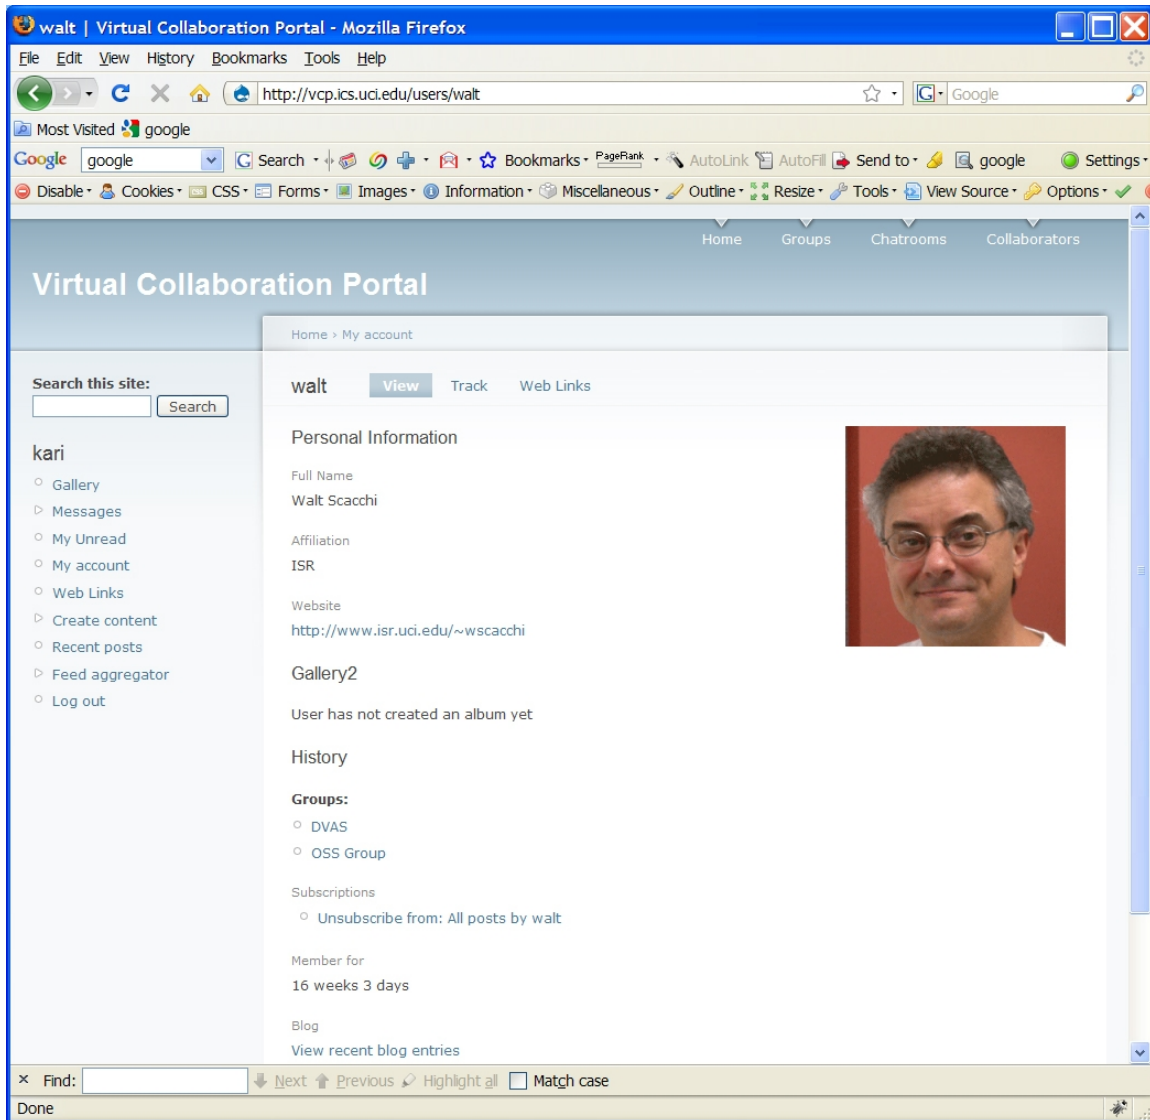 walt | Virtual Collaboration Portal - Mozilla Firefox
File Edit View History Bookmarks Tools Help
http://vcp.ics.uci.edu/users/walt Google
Most Visited google
Google google Search Bookmarks PageRank AutoLink AutoFill Send to google Settings
Disable Cookies CSS Forms Images Information Miscellaneous Outline Resize Tools View Source Options
Home Groups Chatrooms Collaborators
Virtual Collaboration Portal
Home › My account
Search this site:
Search
kari
Gallery
Messages
My Unread
My account
Web Links
Create content
Recent posts
Feed aggregator
Log out
walt View Track Web Links
Personal Information
Full Name
Walt Scacchi
Affiliation
ISR
Website
http://www.isr.uci.edu/~wscacchi
Gallery2
User has not created an album yet
History
Groups:
DVAS
OSS Group
Subscriptions
Unsubscribe from: All posts by walt
Member for
16 weeks 3 days
Blog
View recent blog entries
× Find: Next Previous Highlight all Match case
Done